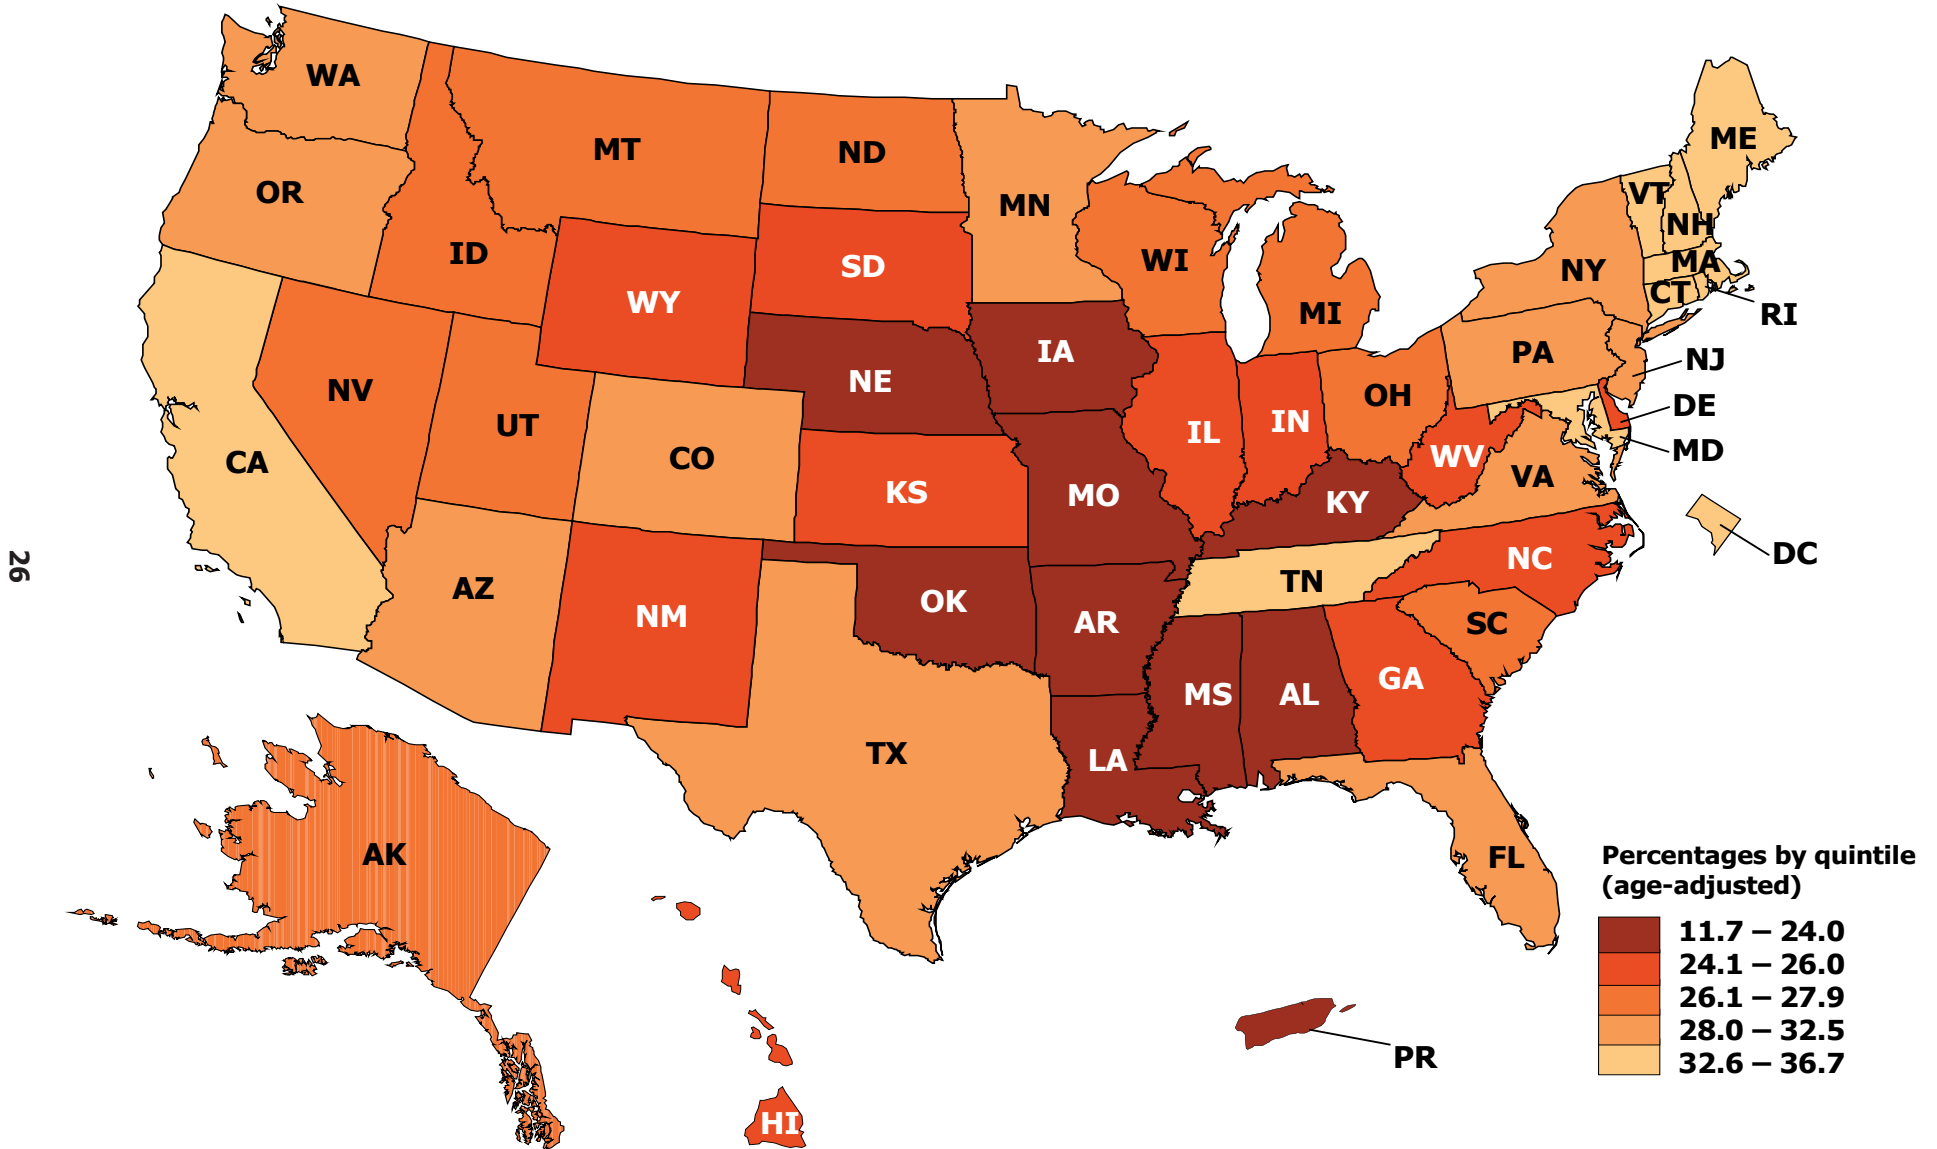 WA
ME
MT
ND
VT
OR
MN
NH
ID
WI
MA
SD
NY
CT
WY
MI
RI
IA
PA
NJ
NE
NV
OH
DE
UT
IN
IL
MD
CO
WV
CA
VA
KS
MO
KY
26
DC
NC
TN
AZ
OK
NM
AR
SC
GA
MS
AL
TX
LA
AK
FL
Percentages by quintile
(age-adjusted)
11.7 – 24.0
24.1 – 26.0
26.1 – 27.9
28.0 – 32.5
32.6 – 36.7
PR
HI